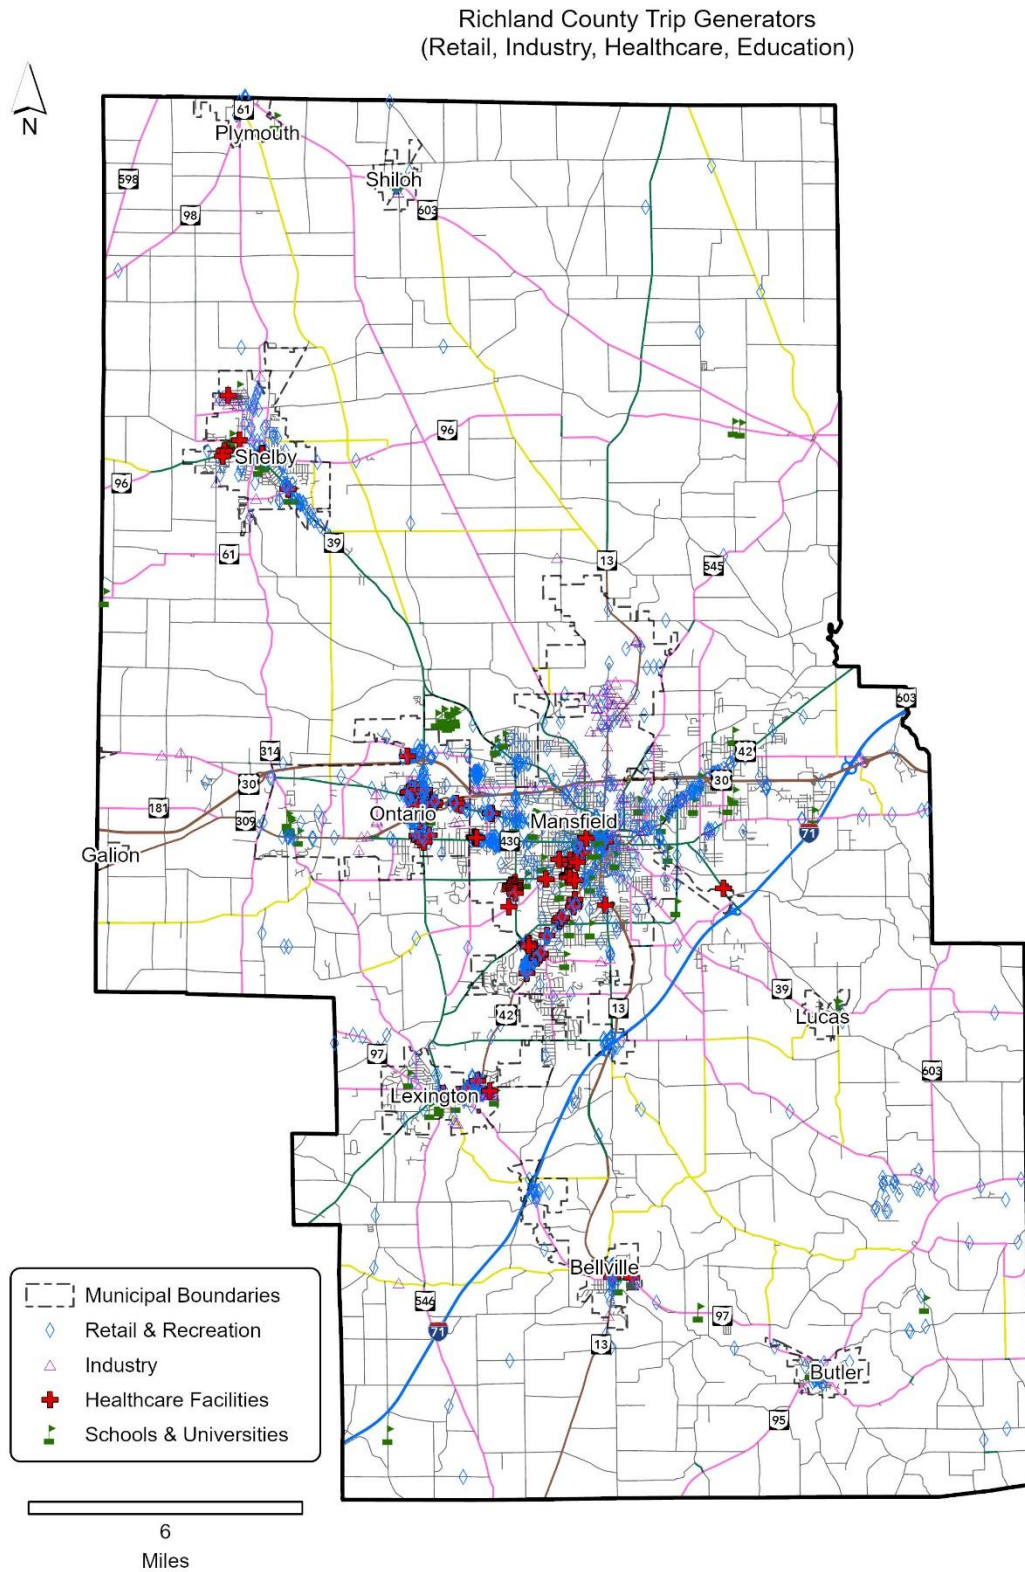 Richland County Trip Generators
(Retail, Industry, Healthcare, Education)
N
61
Plymouth
598
Shiloh
603
98
96
Shelby
96
39
61
13
545
603
314
42
30
30
181
309
Ontario
Mansfield
430
71
Galion
39
13
42
Lucas
97
603
Lexington
Bellville
546
97
71
13
Butler
95
Municipal Boundaries
Retail & Recreation
Industry
Healthcare Facilities
Schools & Universities
6
Miles